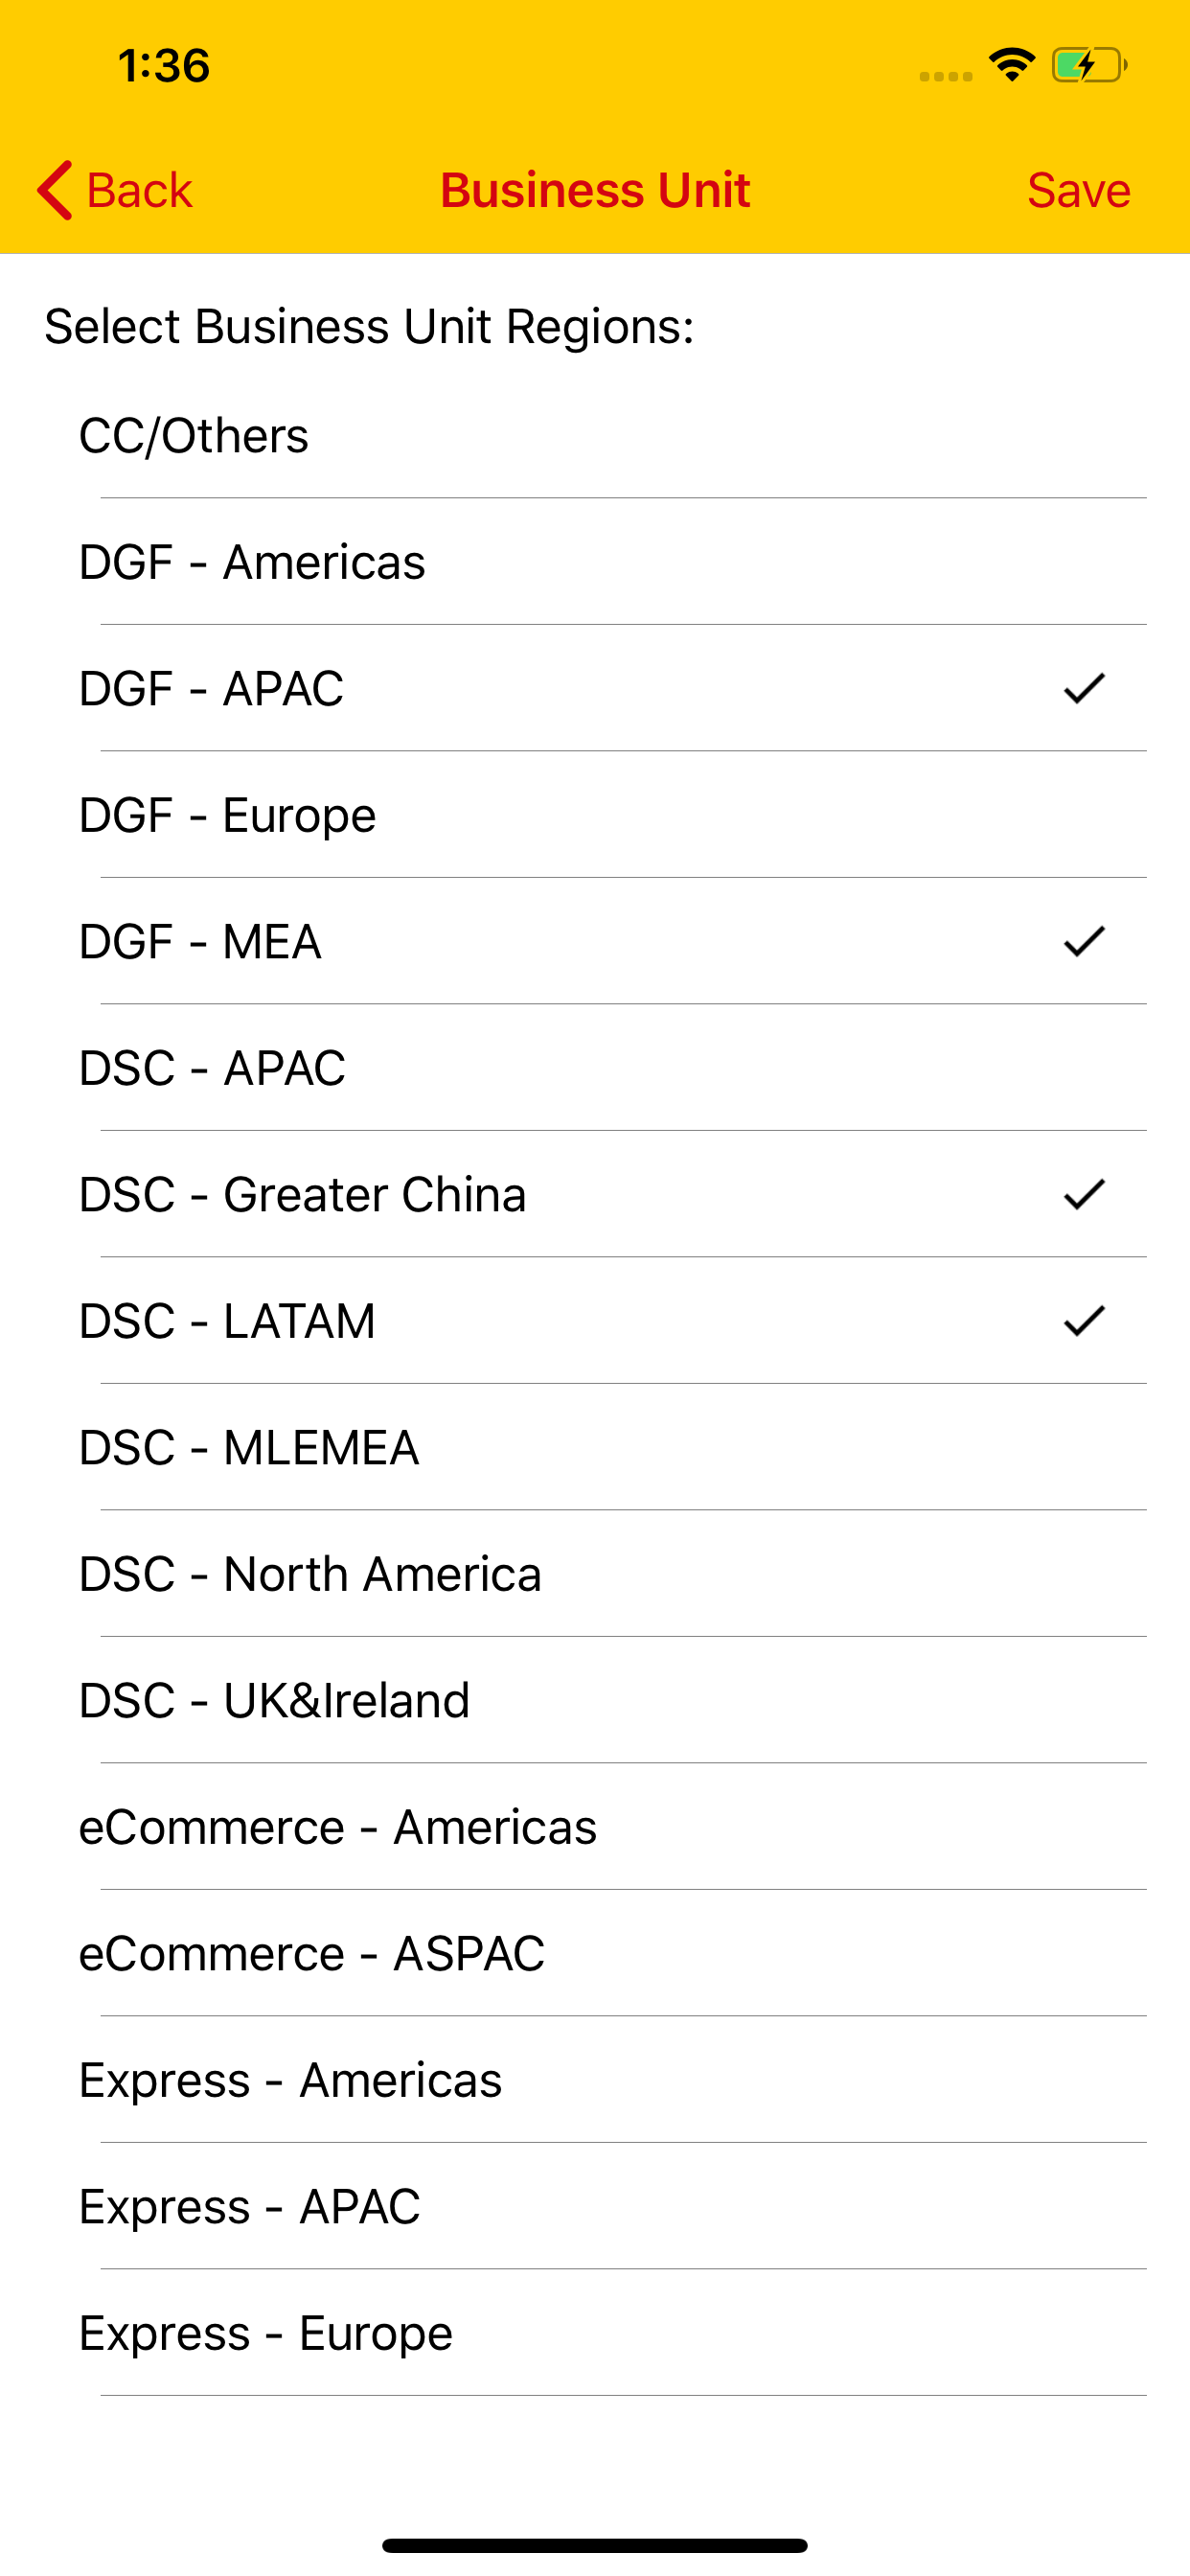 1:36
Back
Business Unit
Save
Select Business Unit Regions:
CC/Others
DGF - Americas
DGF - APAC
DGF - Europe
DGF - MEA
DSC - APAC
DSC - Greater China
DSC - LATAM
DSC - MLEMEA
DSC - North America
DSC - UK&Ireland
eCommerce - Americas
eCommerce - ASPAC
Express - Americas
Express - APAC
Express - Europe